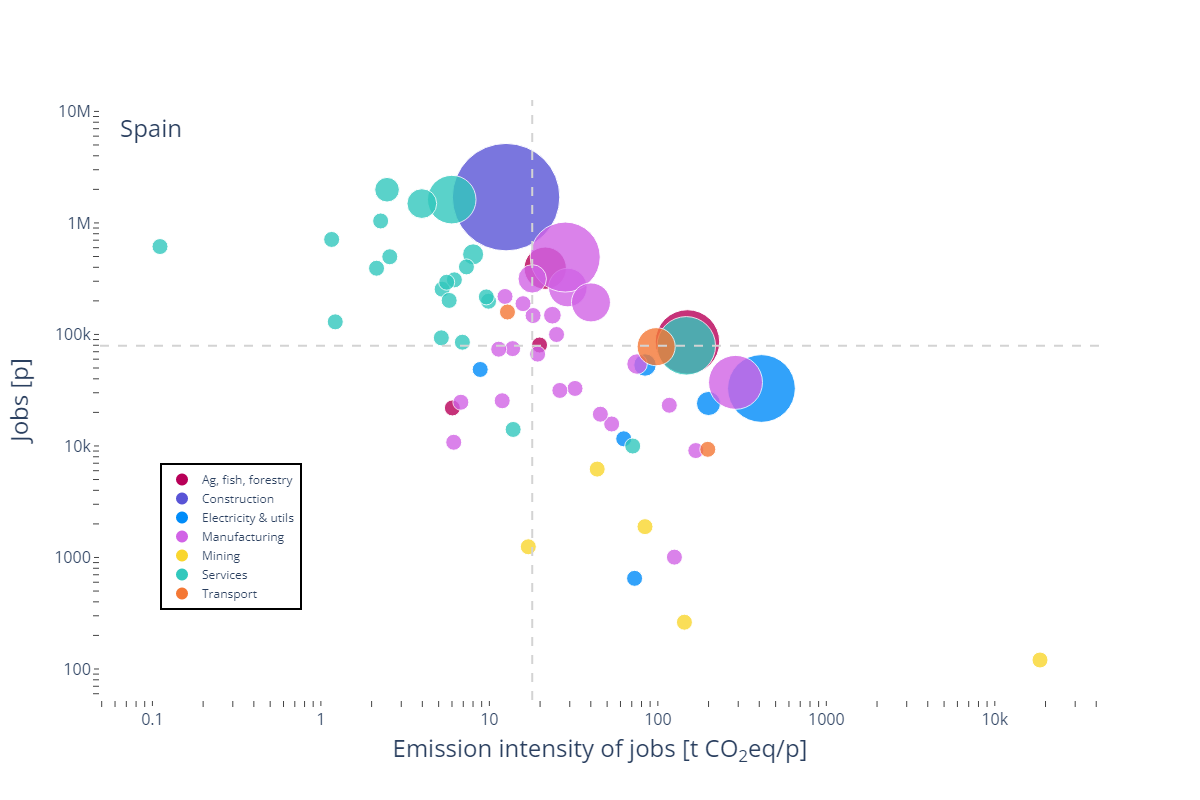 Spain
10M
1M
100k
10k
1000
100
Jobs [p]
Ag, fish, forestry
Construction
Electricity & utils
Manufacturing
Mining
Services
Transport
0.1 1 10 100 1000 10k
Emission intensity of jobs [t CO₂eq/p]